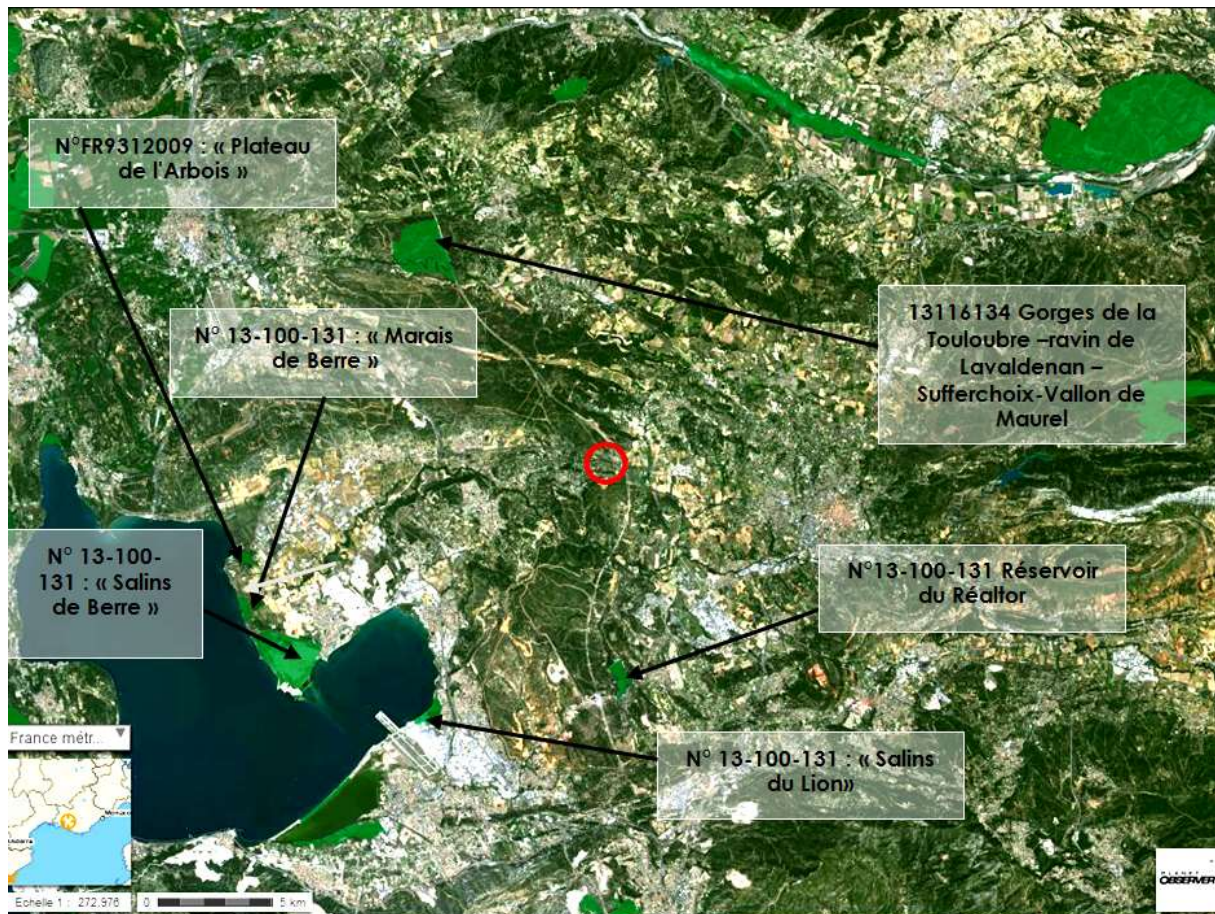 N°FR9312009 : « Plateau
de l'Arbois »
N° 13-100-131 : « Marais
de Berre »
13116134 Gorges de la
Touloubre –ravin de
Lavaldenan –
Sufferchoix-Vallon de
Maurel
N° 13-100-
131 : « Salins
de Berre »
N°13-100-131 Réservoir
du Réaltor
N° 13-100-131 : « Salins
du Lion»
France métr...
Echelle 1 : 272.976
0
5 km
PLANET
OBSERVER